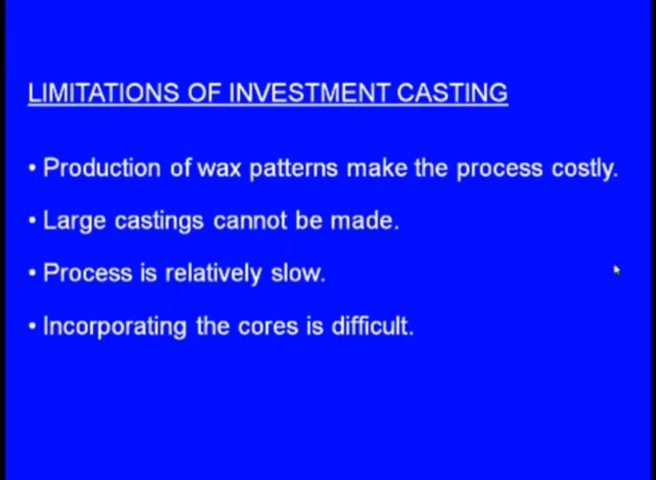 LIMITATIONS OF INVESTMENT CASTING
• Production of wax patterns make the process costly.
• Large castings cannot be made.
• Process is relatively slow.
• Incorporating the cores is difficult.